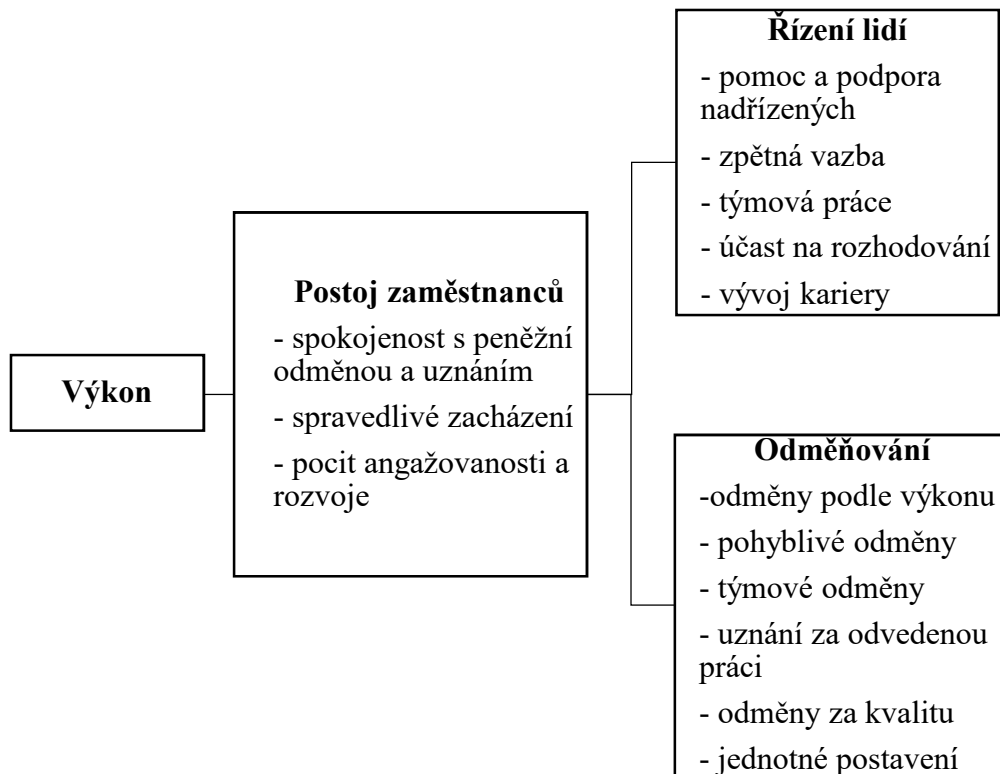 Výkon
Postoj zaměstnanců
- spokojenost s peněžní
odměnou a uznáním
- spravedlivé zacházení
- pocit angažovanosti a
rozvoje
Řízení lidí
- pomoc a podpora
nadřízených
- zpětná vazba
- týmová práce
- účast na rozhodování
- vývoj kariery
Odměňování
-odměny podle výkonu
- pohyblivé odměny
- týmové odměny
- uznání za odvedenou
práci
- odměny za kvalitu
- jednotné postavení